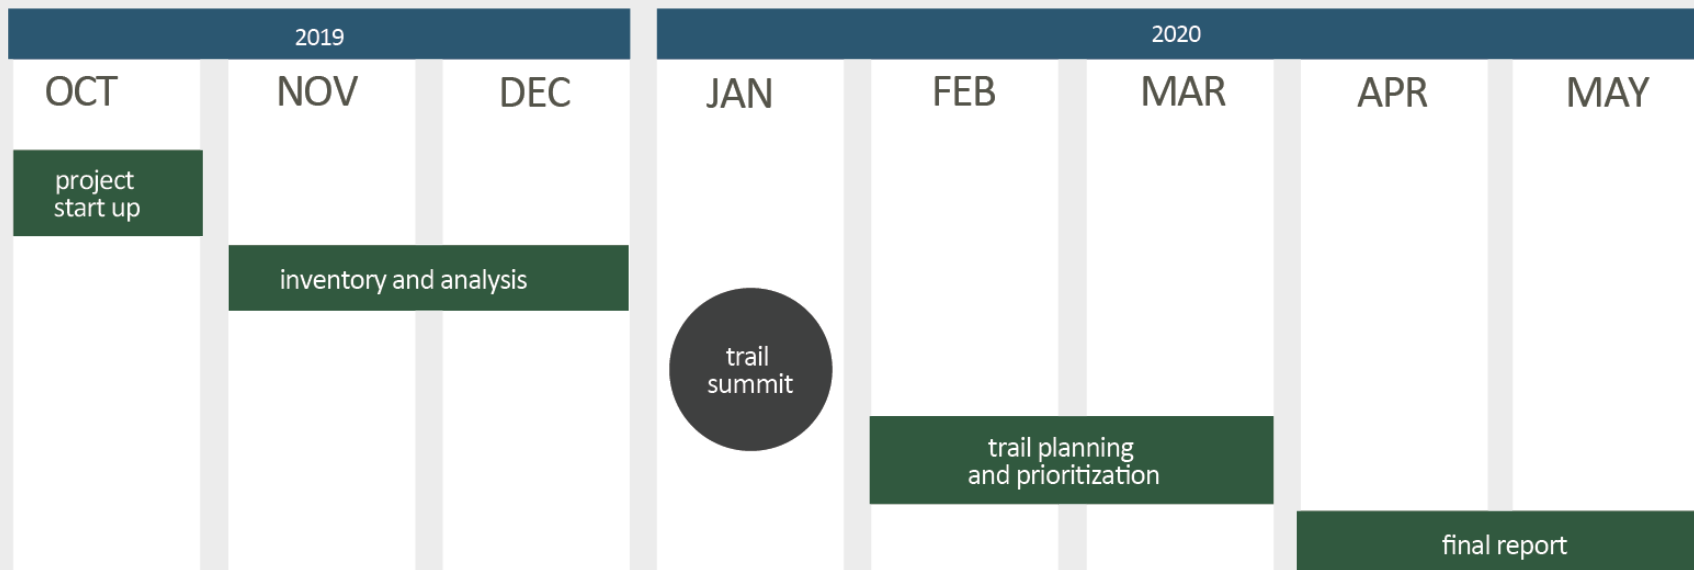 2019
2020
OCT
NOV
DEC
JAN
FEB
MAR
APR
MAY
project
start up
inventory and analysis
trail
summit
trail planning
and prioritization
final report